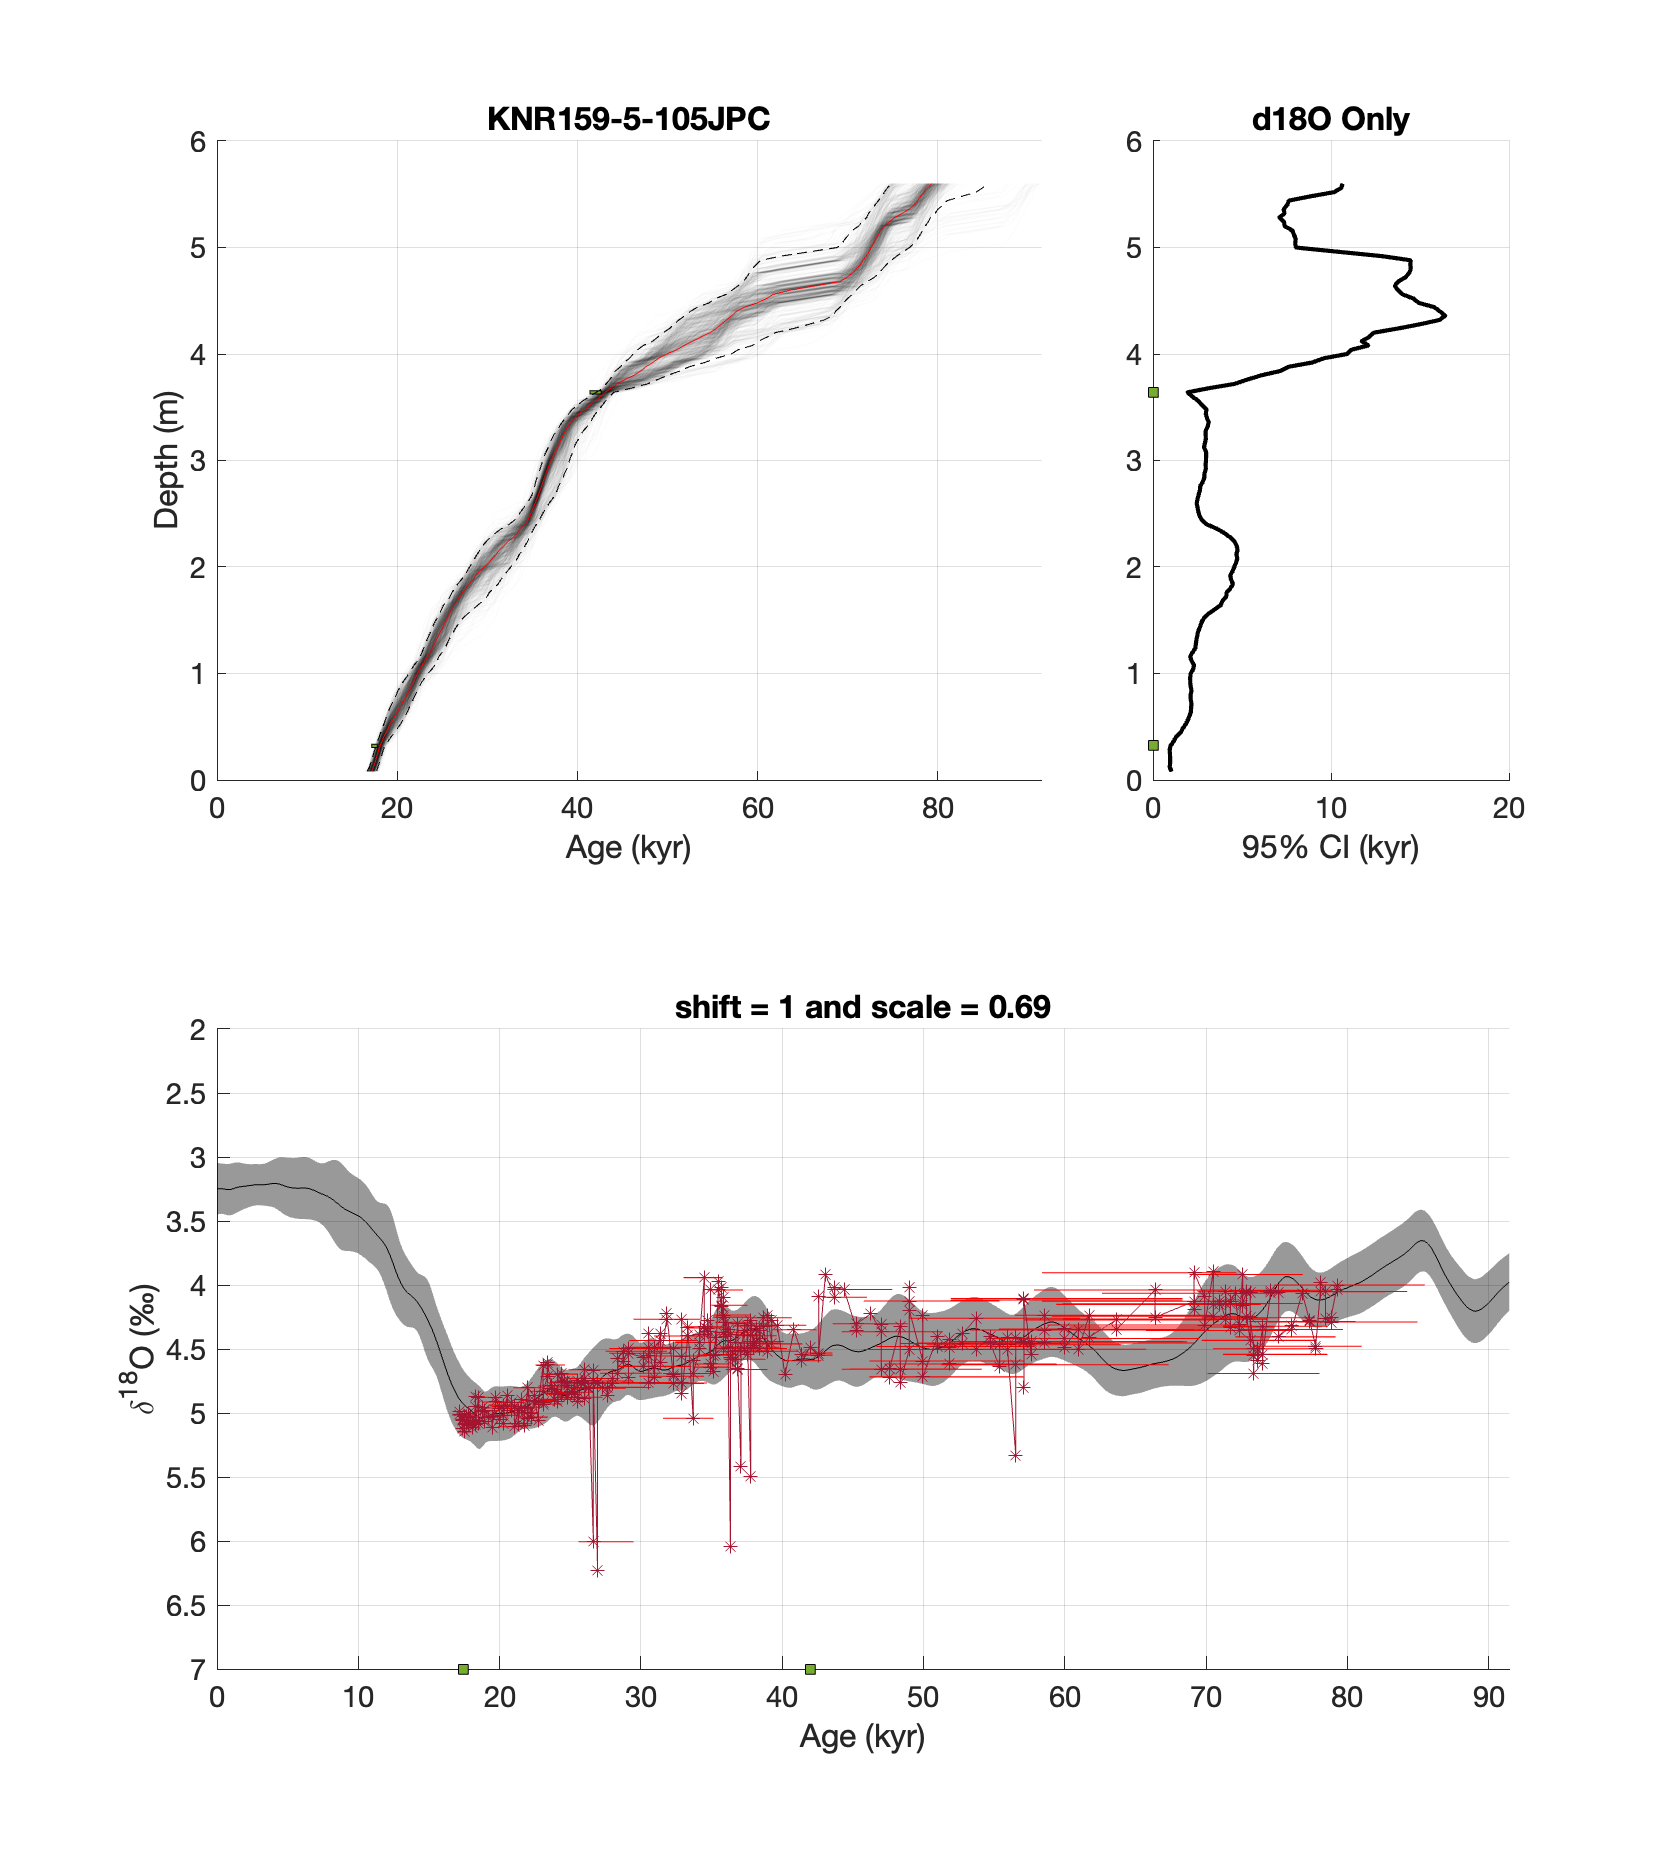 KNR159-5-105JPC
6
5
4
3
2
1
0
Depth (m)
0 20 40 60 80
Age (kyr)
d18O Only
6
5
4
3
2
1
0
0 10 20
95% CI (kyr)
shift = 1 and scale = 0.69
2
2.5
3
3.5
4
4.5
5
5.5
6
6.5
7
δ18O (‰)
0 10 20 30 40 50 60 70 80 90
Age (kyr)